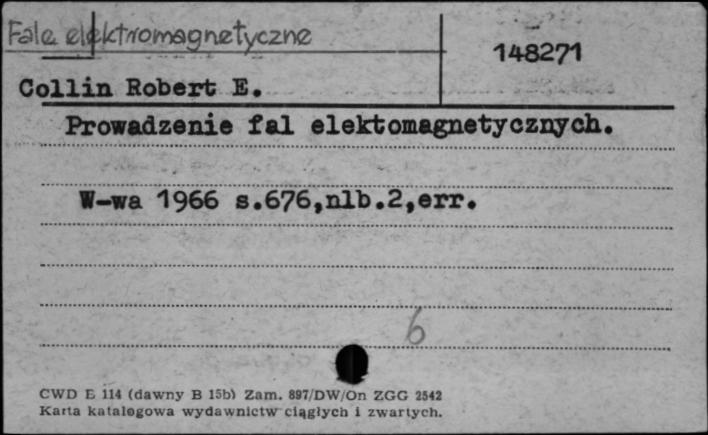 Fale elektromagnetyczne
148271
Collin Robert E.
Prowadzenie fal elektomagnetycznych.
W-wa 1966 s.676,nlb.2,err.
6
CWD E 114 (dawny B 15b) Zam. 897/DW/On ZGG 2542
Karta katalogowa wydawnictw ciągłych i zwartych.